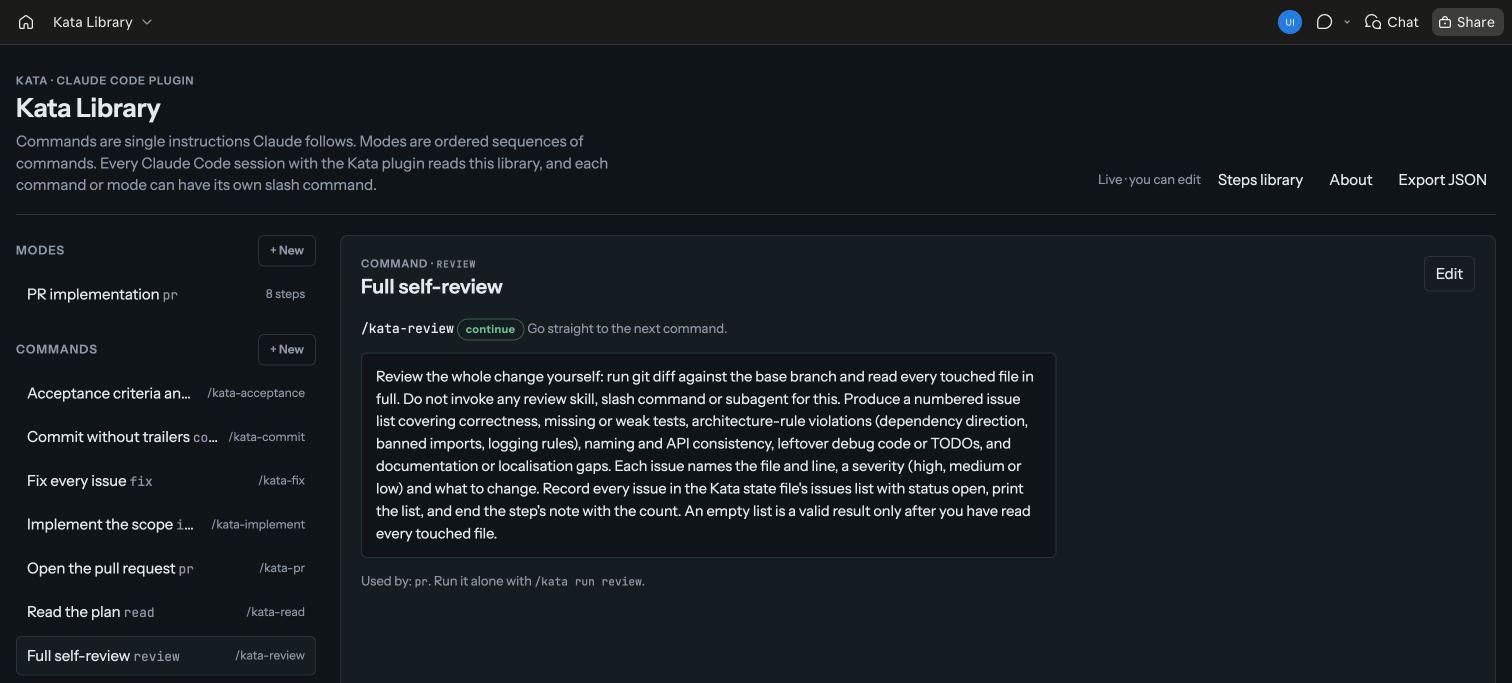 Kata Library
UI
Chat
Share
KATA · CLAUDE CODE PLUGIN
Kata Library
Commands are single instructions Claude follows. Modes are ordered sequences of
commands. Every Claude Code session with the Kata plugin reads this library, and each
command or mode can have its own slash command.
Live · you can edit
Steps library
About
Export JSON
MODES
+ New
PR implementation pr
8 steps
COMMANDS
+ New
Acceptance criteria an... /kata-acceptance
Commit without trailers co... /kata-commit
Fix every issue fix /kata-fix
Implement the scope i... /kata-implement
Open the pull request pr /kata-pr
Read the plan read /kata-read
Full self-review review /kata-review
COMMAND · REVIEW
Full self-review
Edit
/kata-review continue Go straight to the next command.
Review the whole change yourself: run git diff against the base branch and read every touched file in
full. Do not invoke any review skill, slash command or subagent for this. Produce a numbered issue
list covering correctness, missing or weak tests, architecture-rule violations (dependency direction,
banned imports, logging rules), naming and API consistency, leftover debug code or TODOs, and
documentation or localisation gaps. Each issue names the file and line, a severity (high, medium or
low) and what to change. Record every issue in the Kata state file's issues list with status open, print
the list, and end the step's note with the count. An empty list is a valid result only after you have read
every touched file.
Used by: pr. Run it alone with /kata run review.